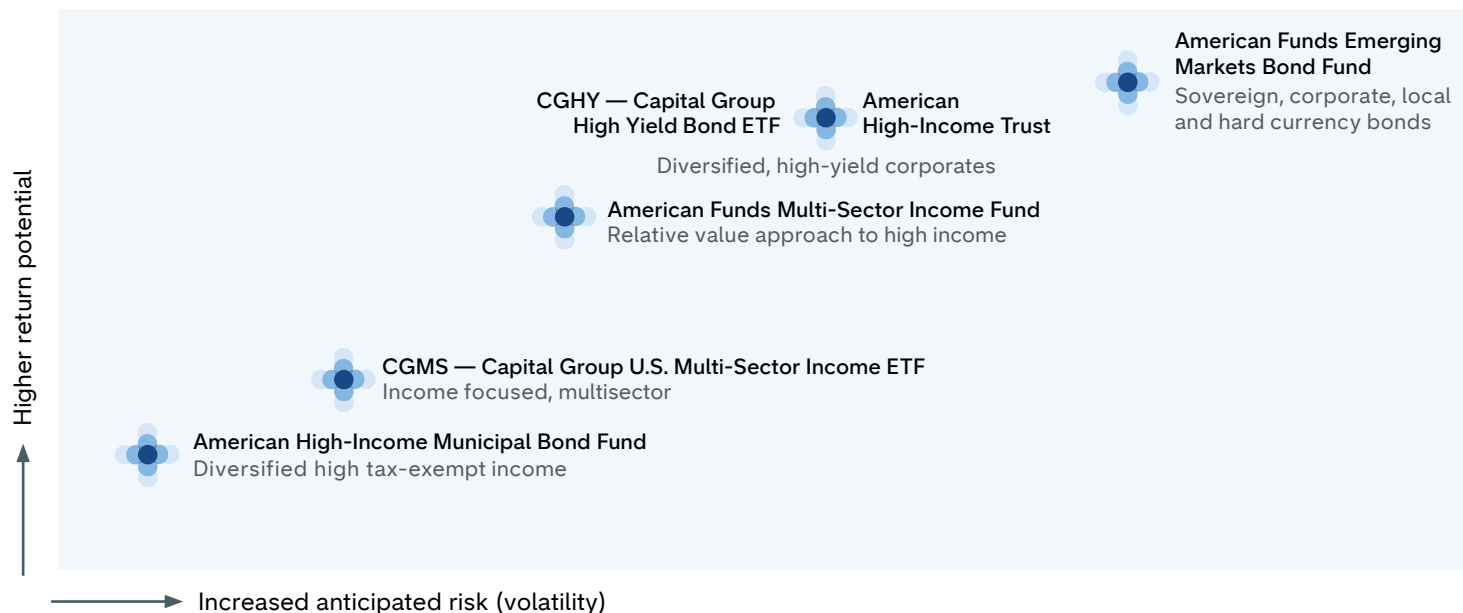 American Funds Emerging
Markets Bond Fund
Sovereign, corporate, local
and hard currency bonds
CGHY — Capital Group
High Yield Bond ETF
American
High-Income Trust
Diversified, high-yield corporates
American Funds Multi-Sector Income Fund
Relative value approach to high income
CGMS — Capital Group U.S. Multi-Sector Income ETF
Income focused, multisector
American High-Income Municipal Bond Fund
Diversified high tax-exempt income
Higher return potential
Increased anticipated risk (volatility)